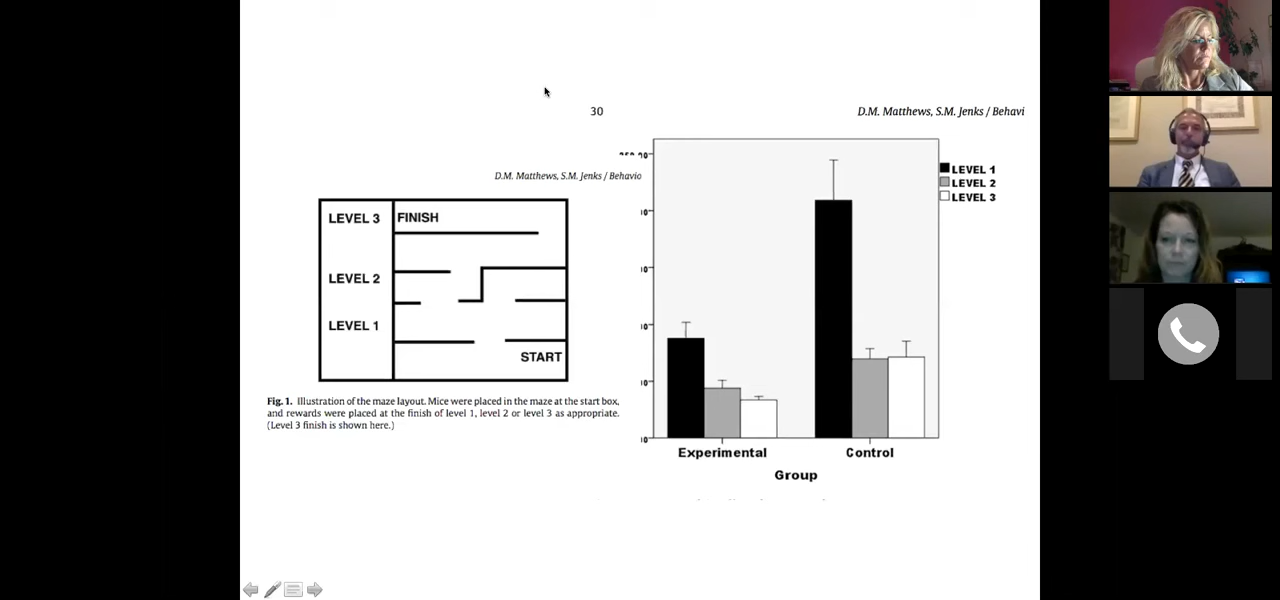 30
D.M. Matthews, S.M. Jenks / Behavi
D.M. Matthews, S.M. Jenks / Behavio
LEVEL 3
FINISH
LEVEL 2
LEVEL 1
START
Fig. 1. Illustration of the maze layout. Mice were placed in the maze at the start box,
and rewards were placed at the finish of level 1, level 2 or level 3 as appropriate.
(Level 3 finish is shown here.)
LEVEL 1
LEVEL 2
LEVEL 3
Experimental
Control
Group